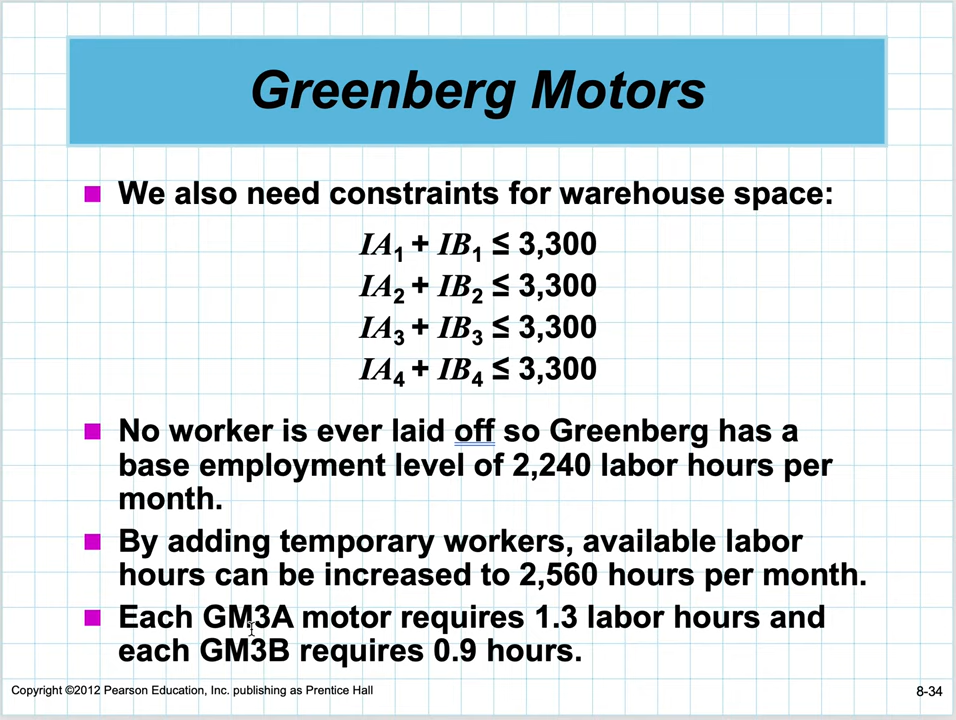 Greenberg Motors
■ We also need constraints for warehouse space:
IA₁ + IB₁ ≤ 3,300
IA₂ + IB₂ ≤ 3,300
IA₃ + IB₃ ≤ 3,300
IA₄ + IB₄ ≤ 3,300
■ No worker is ever laid off so Greenberg has a
base employment level of 2,240 labor hours per
month.
■ By adding temporary workers, available labor
hours can be increased to 2,560 hours per month.
■ Each GM3A motor requires 1.3 labor hours and
each GM3B requires 0.9 hours.
Copyright ©2012 Pearson Education, Inc. publishing as Prentice Hall
8-34